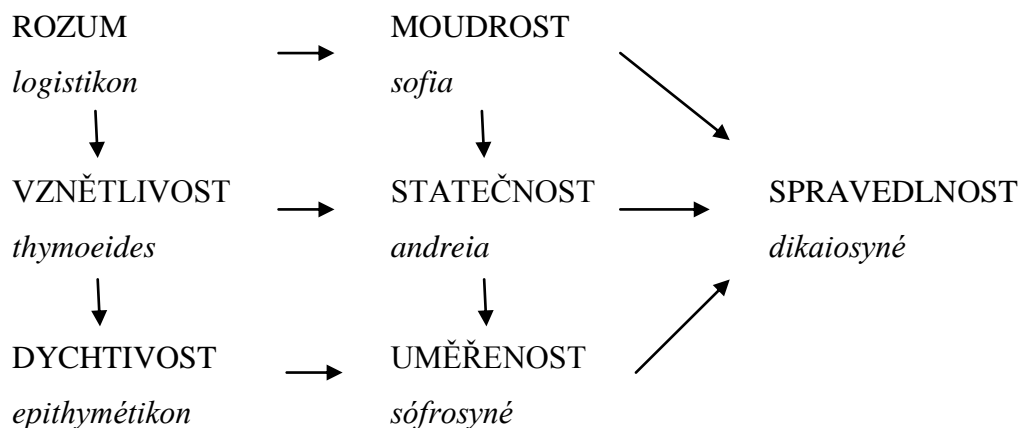 ROZUM
MOUDROST
logistikon
sofia
VZNĚTLIVOST
STATEČNOST
SPRAVEDLNOST
thymoeides
andreia
dikaiosyné
DYCHTIVOST
UMĚŘENOST
epithymétikon
sófrosyné